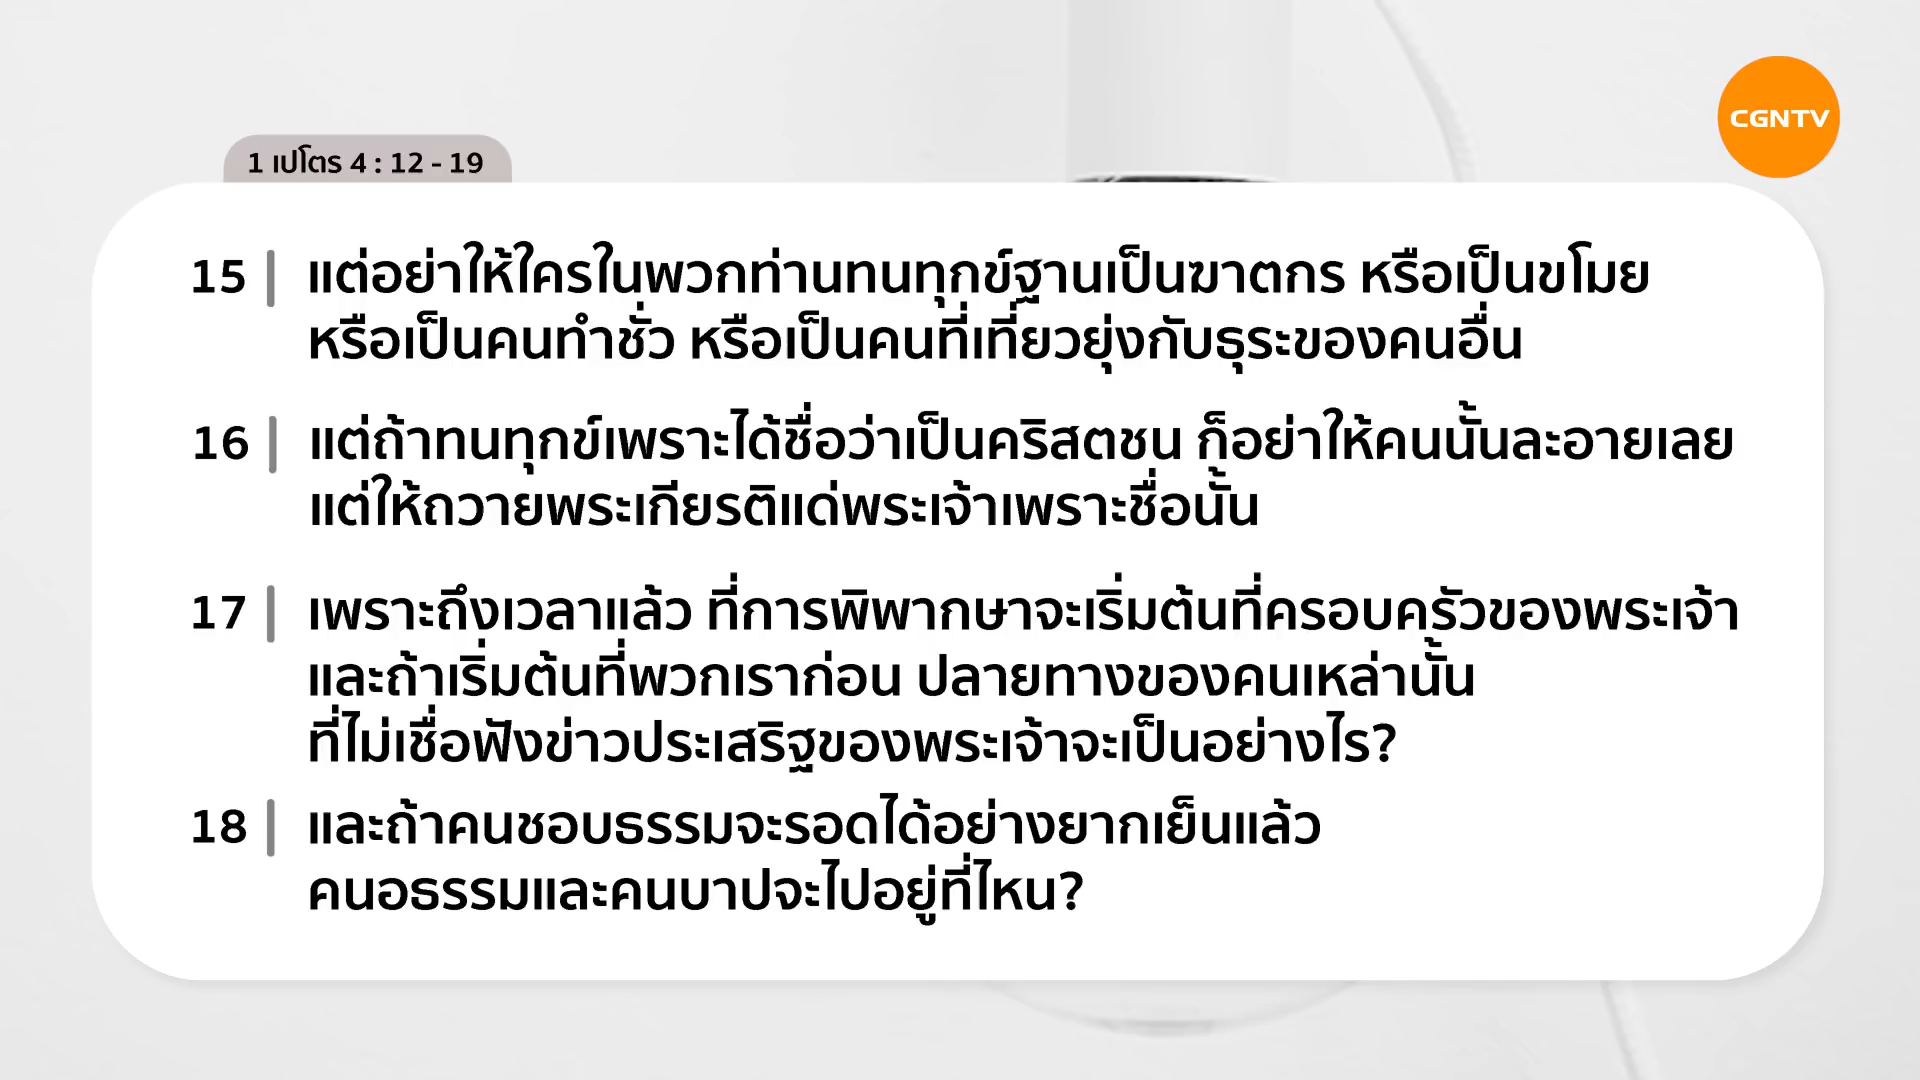 CGNTV
1 เปโตร 4 : 12 - 19
15 | แต่อย่าให้ใครในพวกท่านทนทุกข์ฐานเป็นฆาตกร หรือเป็นขโมย
หรือเป็นคนทำชั่ว หรือเป็นคนที่เที่ยวยุ่งกับธุระของคนอื่น
16 | แต่ถ้าทนทุกข์เพราะได้ชื่อว่าเป็นคริสตชน ก็อย่าให้คนนั้นละอายเลย
แต่ให้ถวายพระเกียรติแด่พระเจ้าเพราะชื่อนั้น
17 | เพราะถึงเวลาแล้ว ที่การพิพากษาจะเริ่มต้นที่ครอบครัวของพระเจ้า
และถ้าเริ่มต้นที่พวกเราก่อน ปลายทางของคนเหล่านั้น
ที่ไม่เชื่อฟังข่าวประเสริฐของพระเจ้าจะเป็นอย่างไร?
18 | และถ้าคนชอบธรรมจะรอดได้อย่างยากเย็นแล้ว
คนอธรรมและคนบาปจะไปอยู่ที่ไหน?